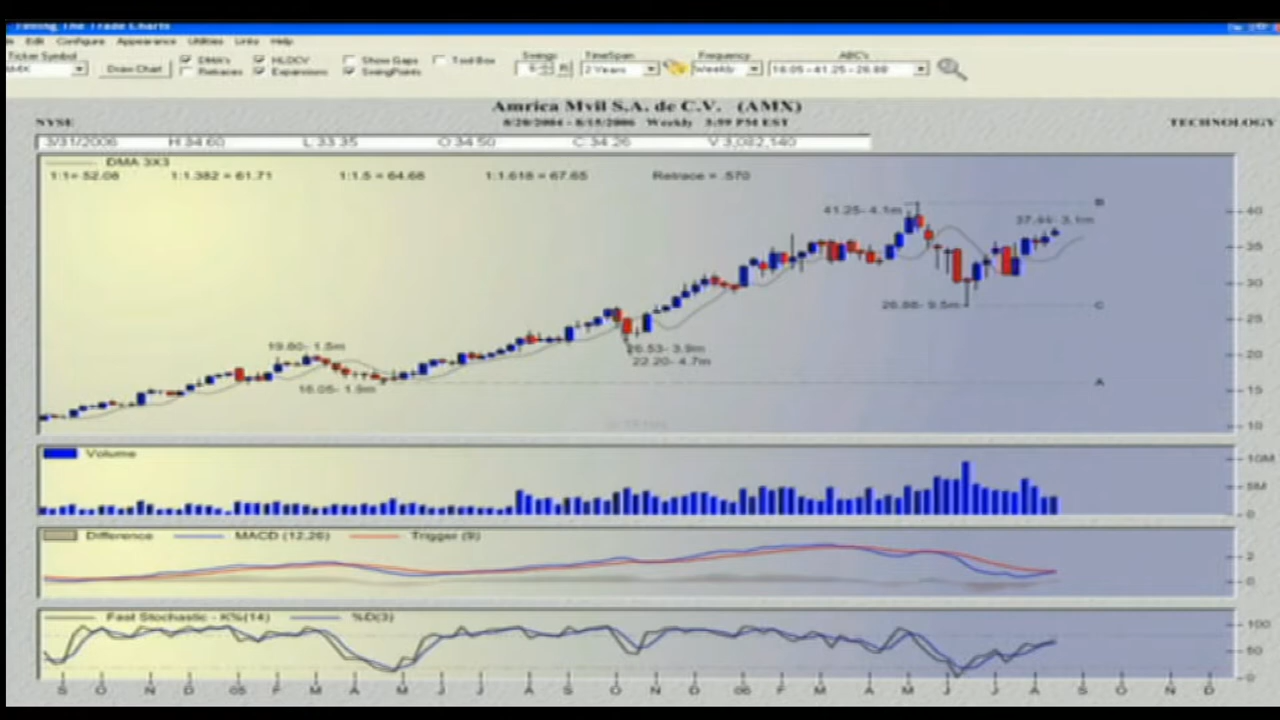 Timing The Trade Charts
Edit Configure Appearance Utilities Links Help
Ticker Symbol
Draw Chart
DMA's HLOCV Show Gaps Tool Box
Retraces Expansions SwingPoints
Swings TimeSpan Frequency ABC's
2 Years Weekly 16.05 - 41.25 - 26.88
Amrica Mvil S.A. de C.V. (AMX)
NYSE 8/20/2004 - 8/15/2006 Weekly 3:59 PM EST TECHNOLOGY
3/31/2006 H:34.60 L:33.35 O:34.50 C:34.26 V:3,082,140
DMA 3X3
1:1= 52.08 1:1.382 = 61.71 1:1.5 = 64.68 1:1.618 = 67.65 Retrace = .570
41.25- 4.1m B
37.44- 3.1m
40
35
30
26.88- 9.5m C
25
19.80- 1.5m 26.53- 3.9m
22.20- 4.7m 20
16.05- 1.9m A
15
10
Volume 10M
5M
0
Difference MACD (12,26) Trigger (9)
2
0
Fast Stochastic - K%(14) %D(3) 100
50
0
S O N D 05 F M A M J J A S O N D 06 F M A M J J A S O N D